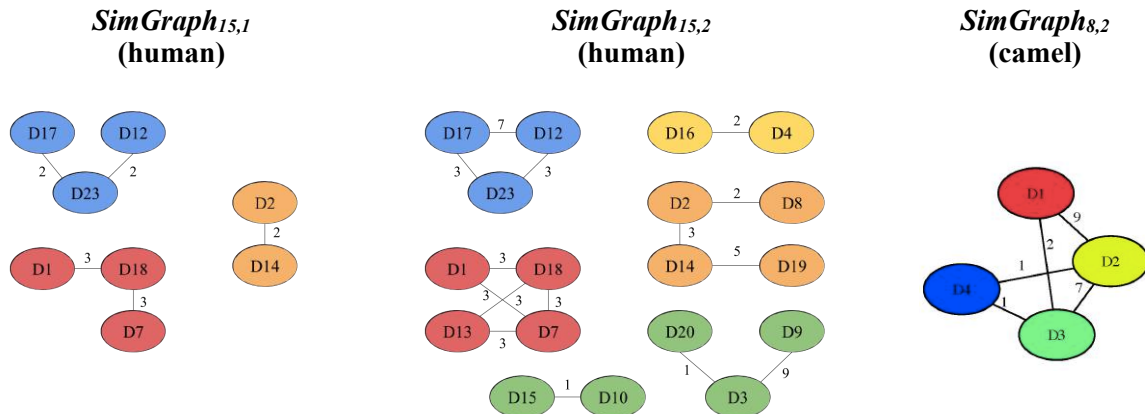 SimGraph15,1
(human)
SimGraph15,2
(human)
SimGraph8,2
(camel)
D17
D12
2
2
D23
D2
2
D14
D1
3
D18
3
D7
D17
7
D12
3
3
D23
D16
2
D4
D2
2
D8
3
D14
5
D19
D1
3
D18
3
3
3
D13
3
D7
D20
D9
1
9
D3
D15
1
D10
D1
9
2
D2
1
7
D4
1
D3